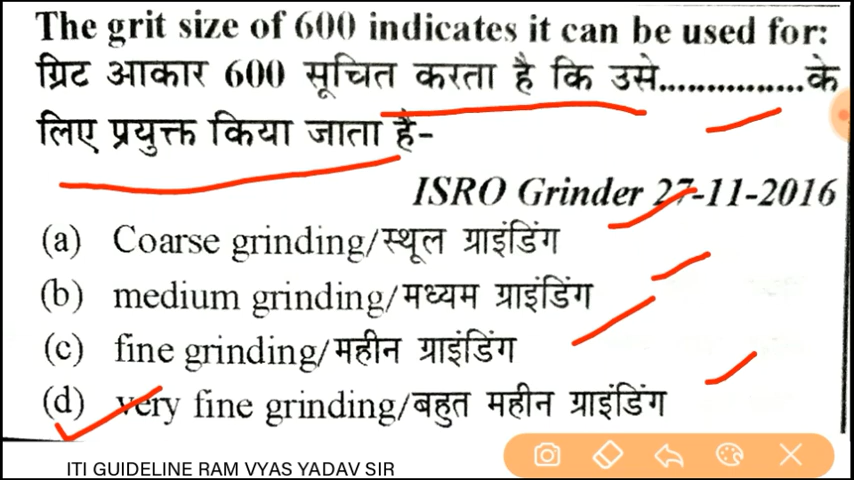 The grit size of 600 indicates it can be used for:
ग्रिट आकार 600 सूचित करता है कि उसे................के
लिए प्रयुक्त किया जाता है-
ISRO Grinder 27-11-2016
(a) Coarse grinding/स्थूल ग्राइंडिंग
(b) medium grinding/मध्यम ग्राइंडिंग
(c) fine grinding/महीन ग्राइंडिंग
(d) very fine grinding/बहुत महीन ग्राइंडिंग
ITI GUIDELINE RAM VYAS YADAV SIR